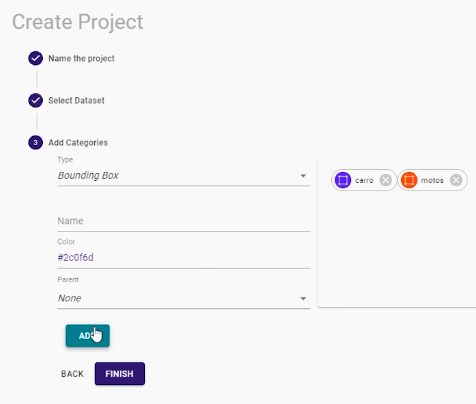 Create Project
Name the project
Select Dataset
3 Add Categories
Type
Bounding Box
carro motos
Name
Color
#2c0f6d
Parent
None
BACK FINISH